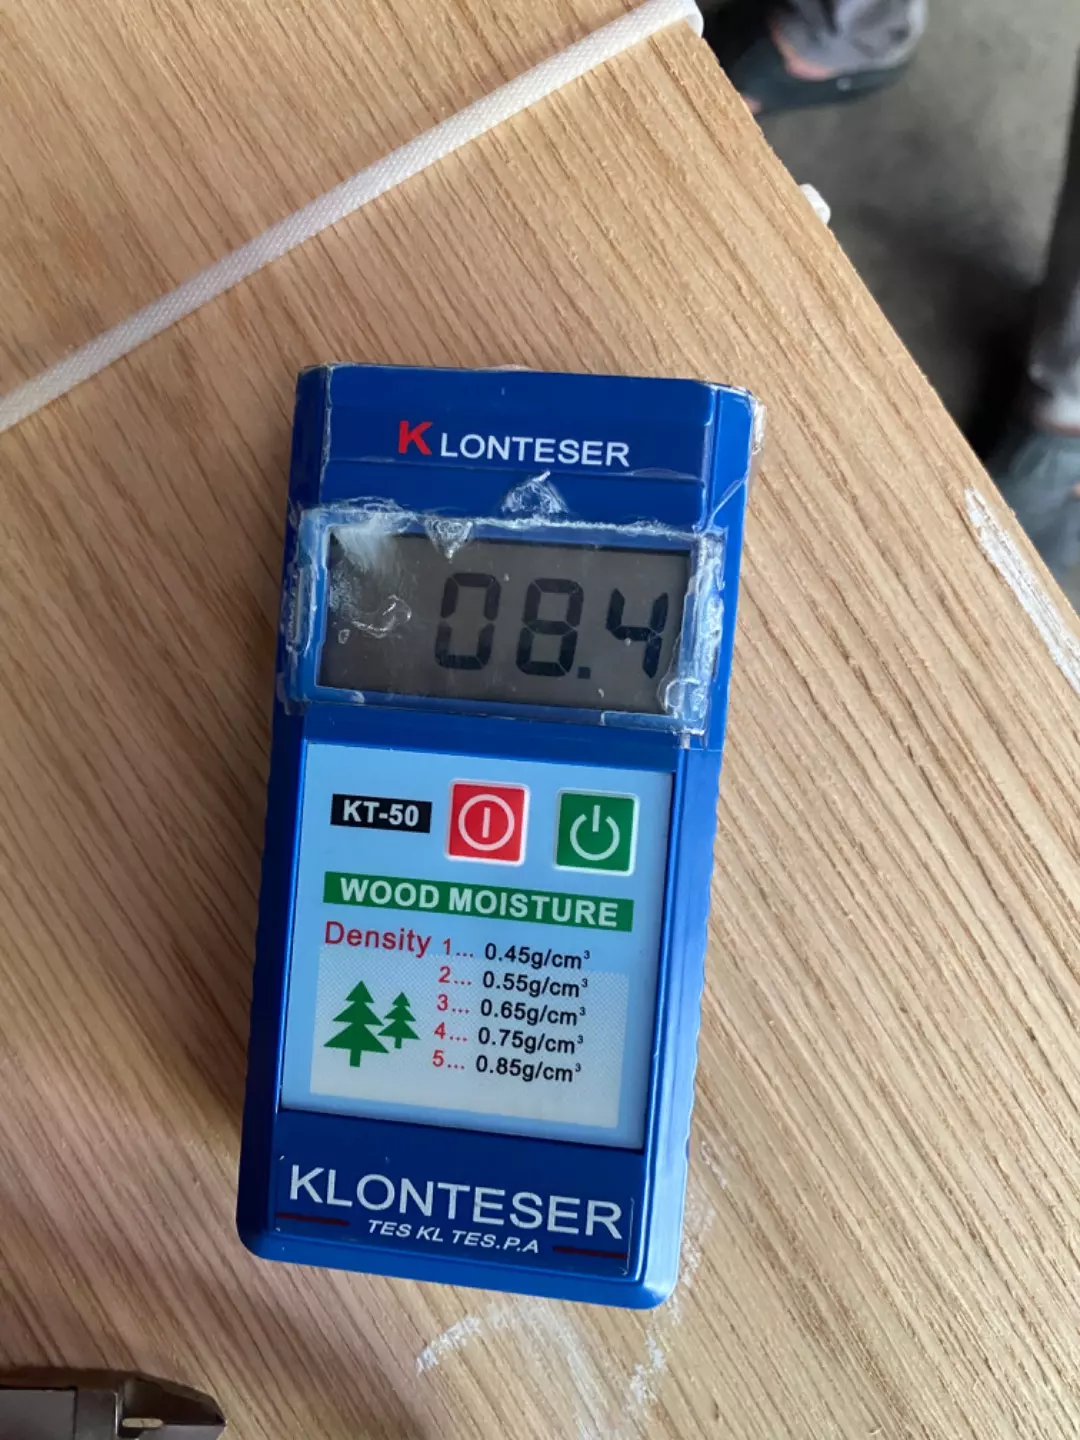 KLONTESER
08.4
KT-50
WOOD MOISTURE
Density 1... 0.45g/cm³
2... 0.55g/cm³
3... 0.65g/cm³
4... 0.75g/cm³
5... 0.85g/cm³
KLONTESER
TES KL TES.P.A